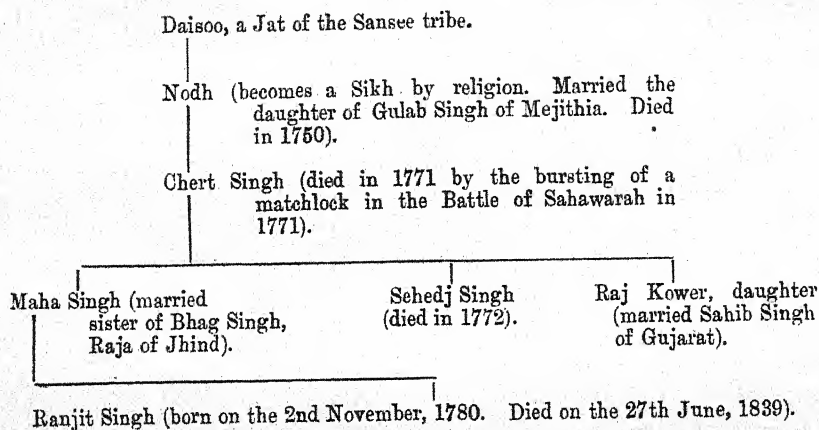 Daisoo, a Jat of the Sansee tribe.
Nodh (becomes a Sikh by religion. Married the
daughter of Gulab Singh of Mejithia. Died
in 1750).
Chert Singh (died in 1771 by the bursting of a
matchlock in the Battle of Sahawarah in
1771).
Maha Singh (married
sister of Bhag Singh,
Raja of Jhind).
Sehedj Singh
(died in 1772).
Raj Kower, daughter
(married Sahib Singh
of Gujarat).
Ranjit Singh (born on the 2nd November, 1780. Died on the 27th June, 1839).